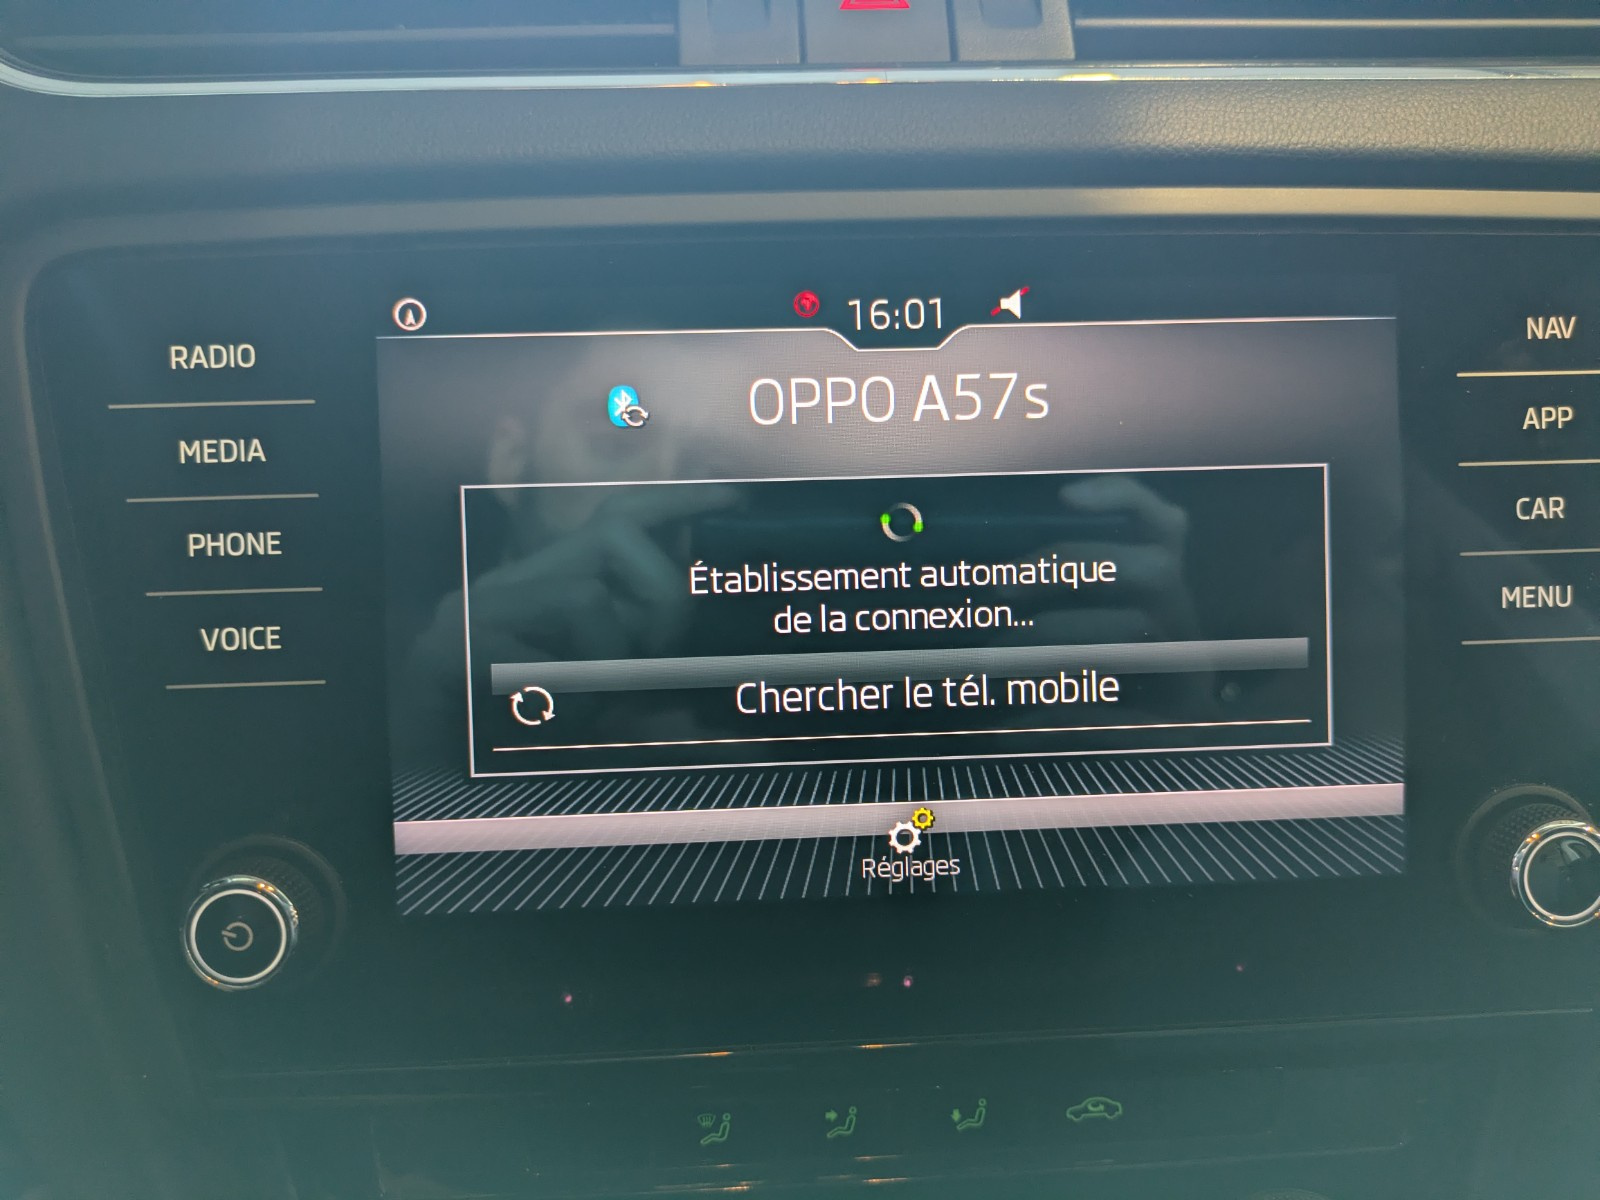 16:01
OPPO A57s
RADIO
MEDIA
PHONE
VOICE
Établissement automatique
de la connexion...
Chercher le tél. mobile
Réglages
NAV
APP
CAR
MENU